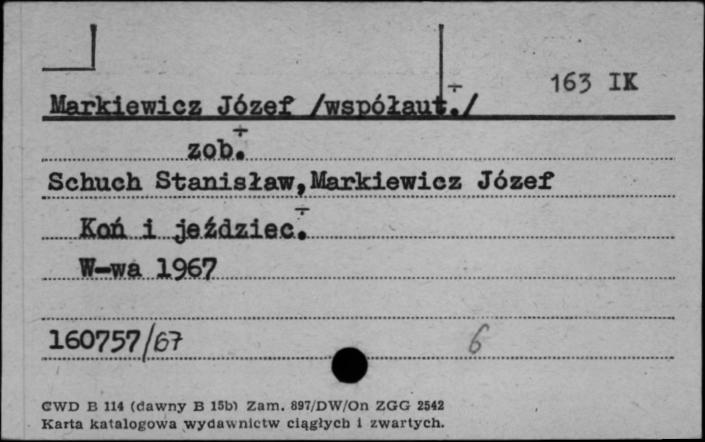 163 IK
Markiewicz Józef /współaut./
zob.
Schuch Stanisław, Markiewicz Józef
Koń i jeździec.
W-wa 1967
160757/67 6
CWD B 114 (dawny B 15b) Zam. 897/DW/On ZGG 2542
Karta katalogowa wydawnictw ciągłych i zwartych.